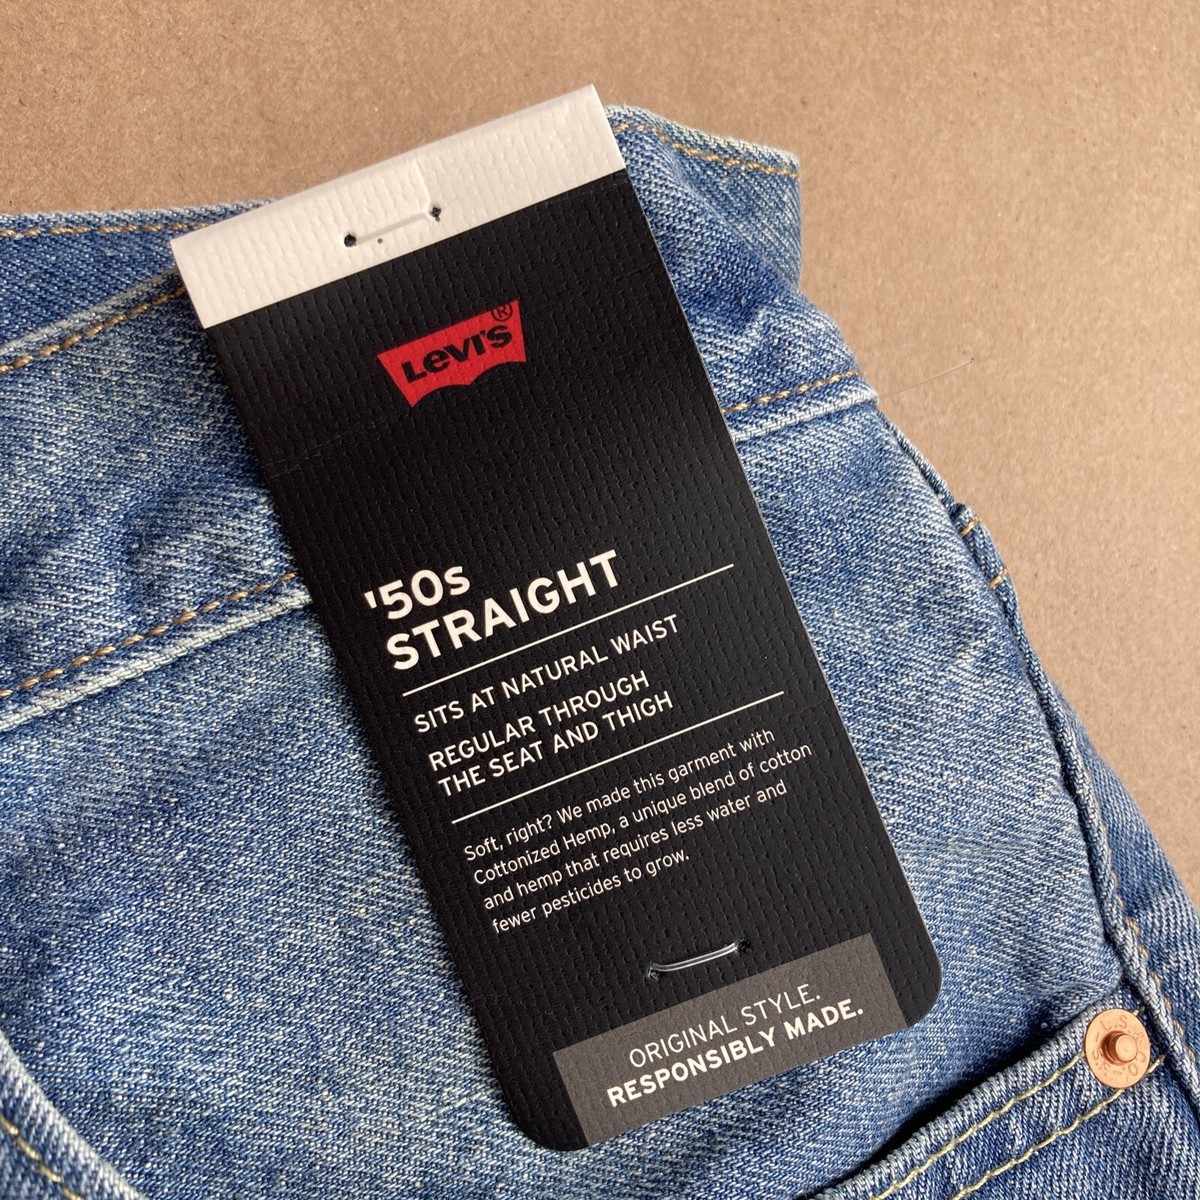 LEVI'S®
'50s
STRAIGHT
SITS AT NATURAL WAIST
REGULAR THROUGH
THE SEAT AND THIGH
Soft, right? We made this garment with
Cottonized Hemp, a unique blend of cotton
and hemp that requires less water and
fewer pesticides to grow.
ORIGINAL STYLE.
RESPONSIBLY MADE.